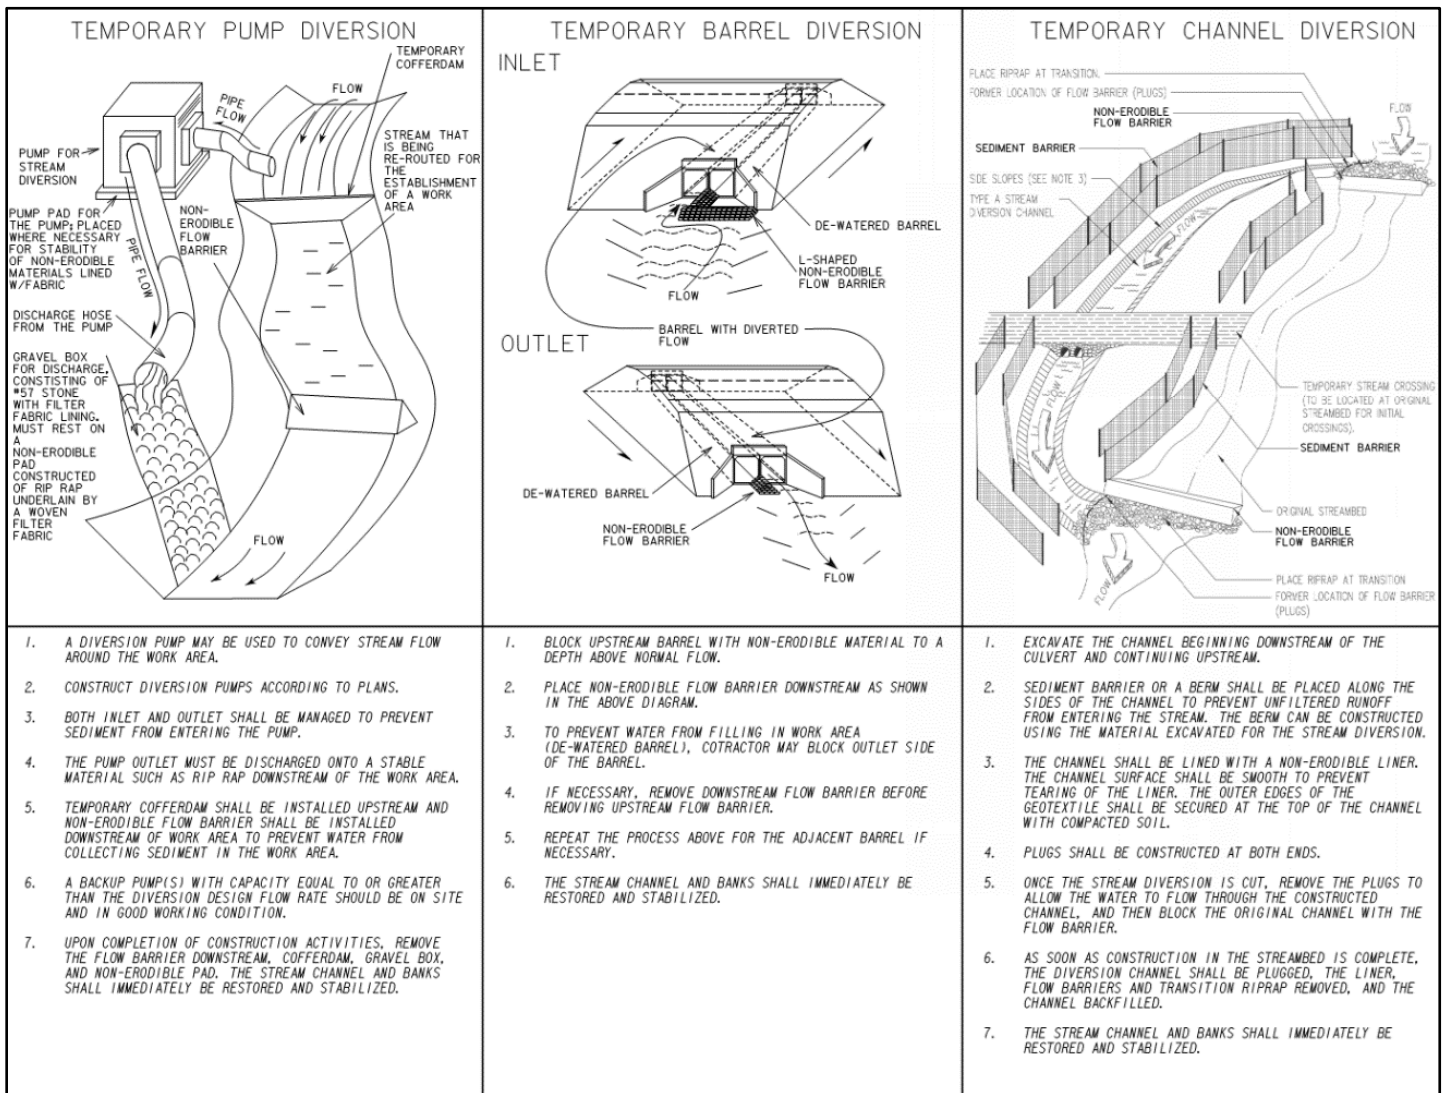 TEMPORARY PUMP DIVERSION
TEMPORARY
COFFERDAM
FLOW
PIPE
FLOW
STREAM THAT
IS BEING
RE-ROUTED FOR
THE
ESTABLISHMENT
OF A WORK
AREA
PUMP FOR
STREAM
DIVERSION
PUMP PAD FOR
THE PUMP; PLACED
WHERE NECESSARY
FOR STABILITY
OF NON-ERODIBLE
MATERIALS LINED
W/FABRIC
NON-
ERODIBLE
FLOW
BARRIER
PIPE FLOW
DISCHARGE HOSE
FROM THE PUMP
GRAVEL BOX
FOR DISCHARGE,
CONSTISTING OF
#57 STONE
WITH FILTER
FABRIC LINING.
MUST REST ON
A
NON-ERODIBLE
PAD
CONSTRUCTED
OF RIP RAP
UNDERLAIN BY
A WOVEN
FILTER
FABRIC
FLOW
1. A DIVERSION PUMP MAY BE USED TO CONVEY STREAM FLOW
AROUND THE WORK AREA.
2. CONSTRUCT DIVERSION PUMPS ACCORDING TO PLANS.
3. BOTH INLET AND OUTLET SHALL BE MANAGED TO PREVENT
SEDIMENT FROM ENTERING THE PUMP.
4. THE PUMP OUTLET MUST BE DISCHARGED ONTO A STABLE
MATERIAL SUCH AS RIP RAP DOWNSTREAM OF THE WORK AREA.
5. TEMPORARY COFFERDAM SHALL BE INSTALLED UPSTREAM AND
NON-ERODIBLE FLOW BARRIER SHALL BE INSTALLED
DOWNSTREAM OF WORK AREA TO PREVENT WATER FROM
COLLECTING SEDIMENT IN THE WORK AREA.
6. A BACKUP PUMP(S) WITH CAPACITY EQUAL TO OR GREATER
THAN THE DIVERSION DESIGN FLOW RATE SHOULD BE ON SITE
AND IN GOOD WORKING CONDITION.
7. UPON COMPLETION OF CONSTRUCTION ACTIVITIES, REMOVE
THE FLOW BARRIER DOWNSTREAM, COFFERDAM, GRAVEL BOX,
AND NON-ERODIBLE PAD. THE STREAM CHANNEL AND BANKS
SHALL IMMEDIATELY BE RESTORED AND STABILIZED.
TEMPORARY BARREL DIVERSION
INLET
DE-WATERED BARREL
L-SHAPED
NON-ERODIBLE
FLOW BARRIER
FLOW
BARREL WITH DIVERTED
FLOW
OUTLET
DE-WATERED BARREL
NON-ERODIBLE
FLOW BARRIER
FLOW
1. BLOCK UPSTREAM BARREL WITH NON-ERODIBLE MATERIAL TO A
DEPTH ABOVE NORMAL FLOW.
2. PLACE NON-ERODIBLE FLOW BARRIER DOWNSTREAM AS SHOWN
IN THE ABOVE DIAGRAM.
3. TO PREVENT WATER FROM FILLING IN WORK AREA
(DE-WATERED BARREL), COTRACTOR MAY BLOCK OUTLET SIDE
OF THE BARREL.
4. IF NECESSARY, REMOVE DOWNSTREAM FLOW BARRIER BEFORE
REMOVING UPSTREAM FLOW BARRIER.
5. REPEAT THE PROCESS ABOVE FOR THE ADJACENT BARREL IF
NECESSARY.
6. THE STREAM CHANNEL AND BANKS SHALL IMMEDIATELY BE
RESTORED AND STABILIZED.
TEMPORARY CHANNEL DIVERSION
PLACE RIPRAP AT TRANSITION.
FORMER LOCATION OF FLOW BARRIER (PLUGS)
NON-ERODIBLE
FLOW BARRIER
FLOW
SEDIMENT BARRIER
SIDE SLOPES (SEE NOTE 3)
TYPE A STREAM
DIVERSION CHANNEL
FLOW
FLOW
TEMPORARY STREAM CROSSING
(TO BE LOCATED AT ORIGINAL
STREAMBED FOR INITIAL
CROSSINGS).
SEDIMENT BARRIER
ORIGINAL STREAMBED
NON-ERODIBLE
FLOW BARRIER
FLOW
PLACE RIPRAP AT TRANSITION
FORMER LOCATION OF FLOW BARRIER
(PLUGS)
1. EXCAVATE THE CHANNEL BEGINNING DOWNSTREAM OF THE
CULVERT AND CONTINUING UPSTREAM.
2. SEDIMENT BARRIER OR A BERM SHALL BE PLACED ALONG THE
SIDES OF THE CHANNEL TO PREVENT UNFILTERED RUNOFF
FROM ENTERING THE STREAM. THE BERM CAN BE CONSTRUCTED
USING THE MATERIAL EXCAVATED FOR THE STREAM DIVERSION.
3. THE CHANNEL SHALL BE LINED WITH A NON-ERODIBLE LINER.
THE CHANNEL SURFACE SHALL BE SMOOTH TO PREVENT
TEARING OF THE LINER. THE OUTER EDGES OF THE
GEOTEXTILE SHALL BE SECURED AT THE TOP OF THE CHANNEL
WITH COMPACTED SOIL.
4. PLUGS SHALL BE CONSTRUCTED AT BOTH ENDS.
5. ONCE THE STREAM DIVERSION IS CUT, REMOVE THE PLUGS TO
ALLOW THE WATER TO FLOW THROUGH THE CONSTRUCTED
CHANNEL, AND THEN BLOCK THE ORIGINAL CHANNEL WITH THE
FLOW BARRIER.
6. AS SOON AS CONSTRUCTION IN THE STREAMBED IS COMPLETE,
THE DIVERSION CHANNEL SHALL BE PLUGGED, THE LINER,
FLOW BARRIERS AND TRANSITION RIPRAP REMOVED, AND THE
CHANNEL BACKFILLED.
7. THE STREAM CHANNEL AND BANKS SHALL IMMEDIATELY BE
RESTORED AND STABILIZED.